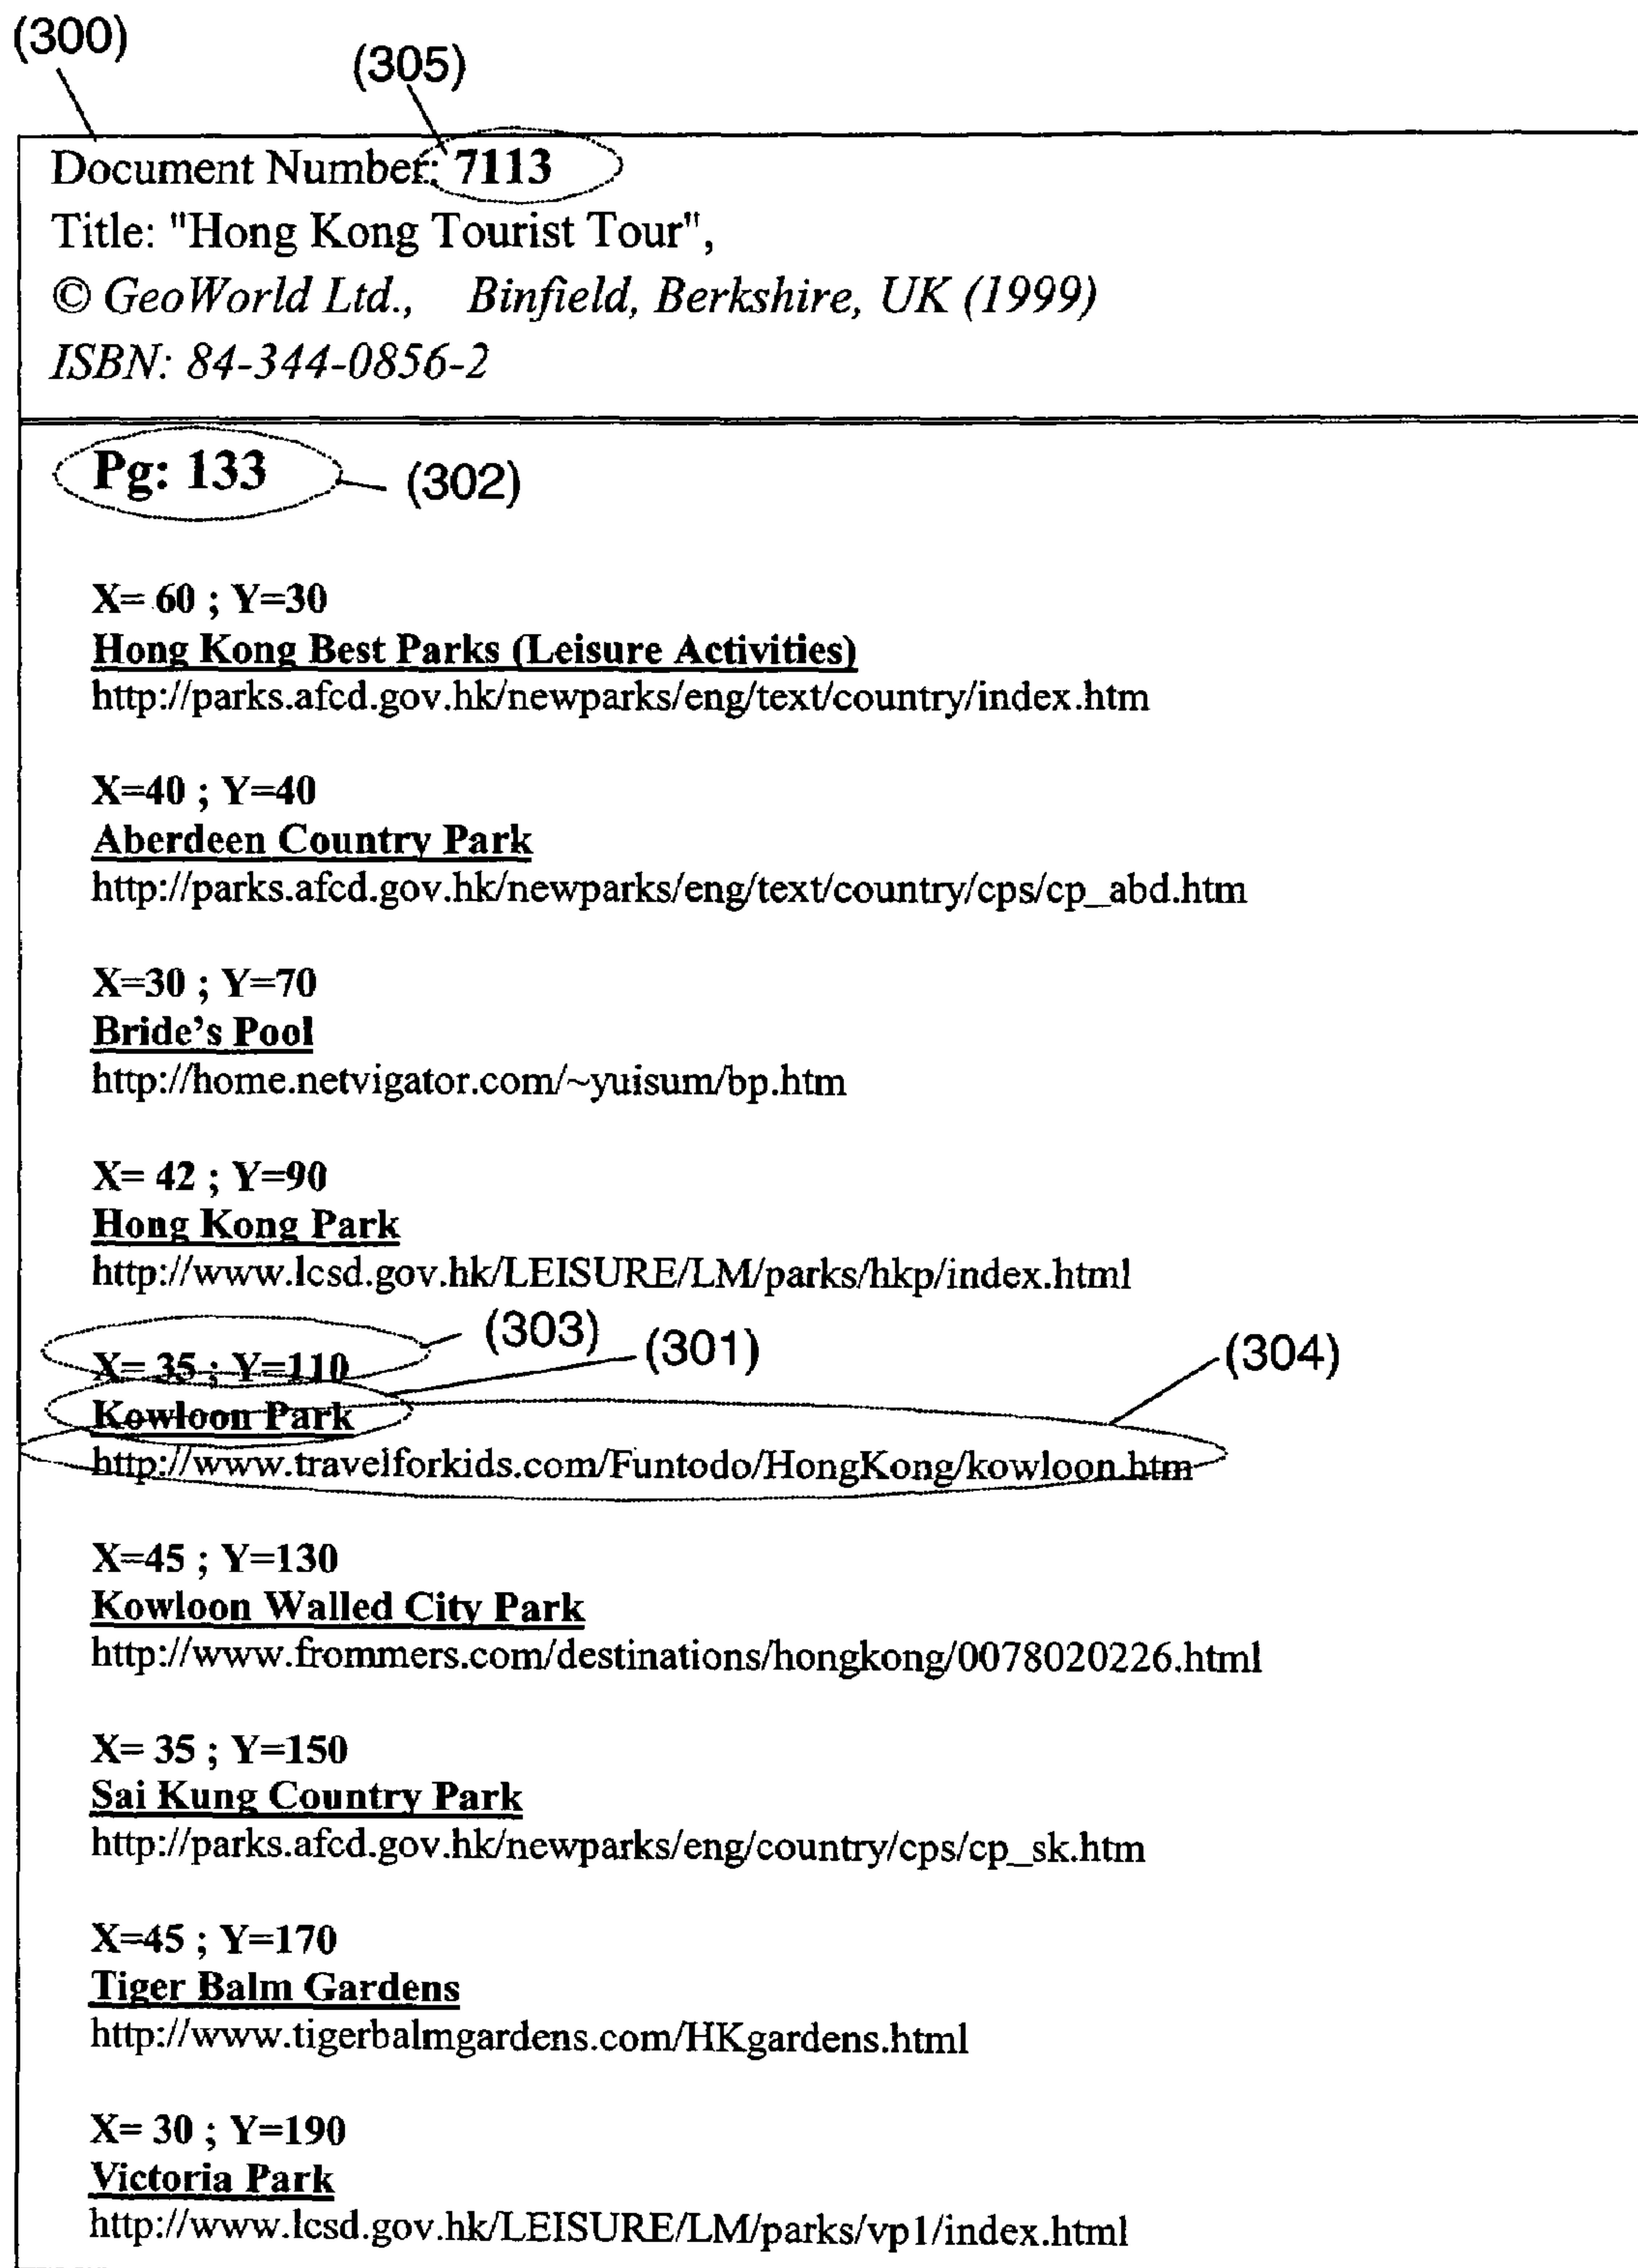 (300)
(305)
Document Number: 7113
Title: "Hong Kong Tourist Tour",
© GeoWorld Ltd., Binfield, Berkshire, UK (1999)
ISBN: 84-344-0856-2
Pg: 133 (302)
X= 60 ; Y=30
Hong Kong Best Parks (Leisure Activities)
http://parks.afcd.gov.hk/newparks/eng/text/country/index.htm
X=40 ; Y=40
Aberdeen Country Park
http://parks.afcd.gov.hk/newparks/eng/text/country/cps/cp_abd.htm
X=30 ; Y=70
Bride’s Pool
http://home.netvigator.com/~yuisum/bp.htm
X= 42 ; Y=90
Hong Kong Park
http://www.lcsd.gov.hk/LEISURE/LM/parks/hkp/index.html
(303) (301) (304)
X= 35 ; Y=110
Kowloon Park
http://www.travelforkids.com/Funtodo/HongKong/kowloon.htm
X=45 ; Y=130
Kowloon Walled City Park
http://www.frommers.com/destinations/hongkong/0078020226.html
X= 35 ; Y=150
Sai Kung Country Park
http://parks.afcd.gov.hk/newparks/eng/country/cps/cp_sk.htm
X=45 ; Y=170
Tiger Balm Gardens
http://www.tigerbalmgardens.com/HKgardens.html
X= 30 ; Y=190
Victoria Park
http://www.lcsd.gov.hk/LEISURE/LM/parks/vp1/index.html